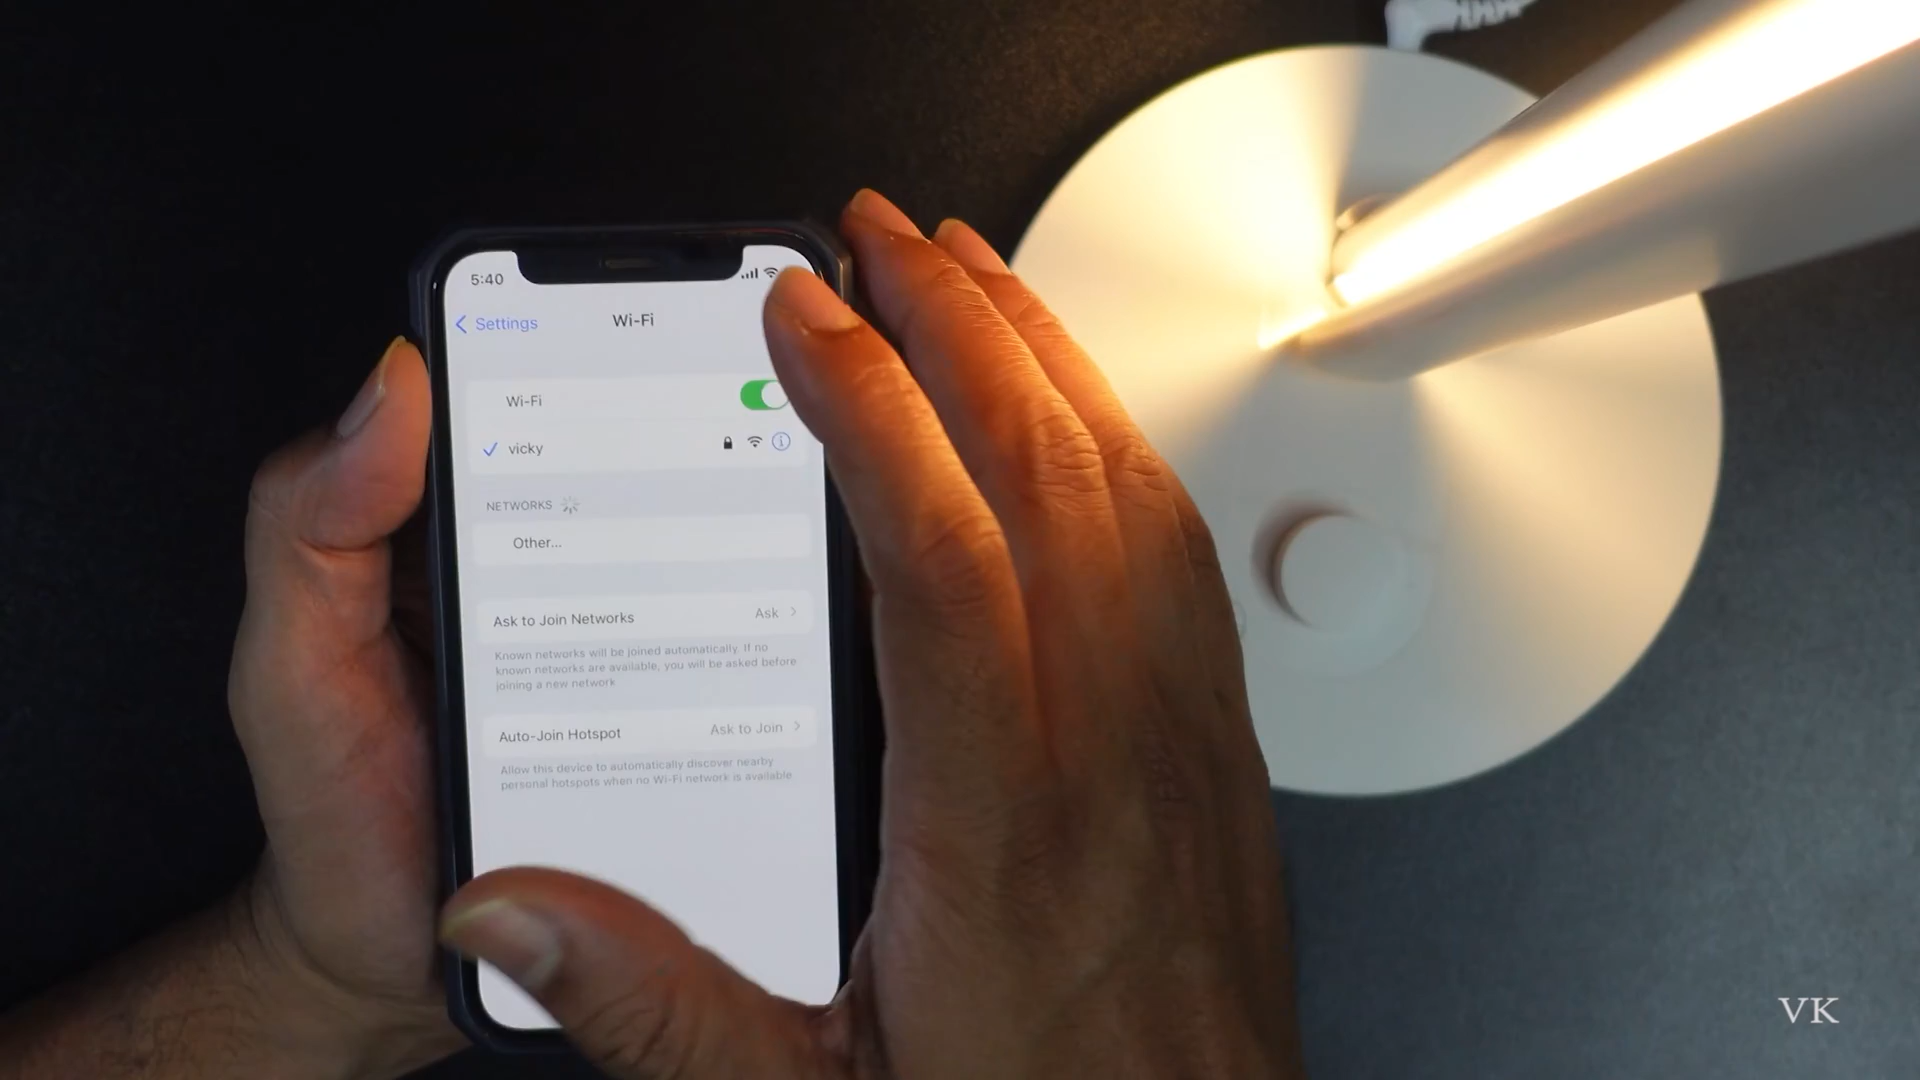 5:40
Settings
Wi-Fi
Wi-Fi
vicky
NETWORKS
Other...
Ask to Join Networks Ask
Known networks will be joined automatically. If no
known networks are available, you will be asked before
joining a new network
Auto-Join Hotspot Ask to Join
Allow this device to automatically discover nearby
personal hotspots when no Wi-Fi network is available
VK